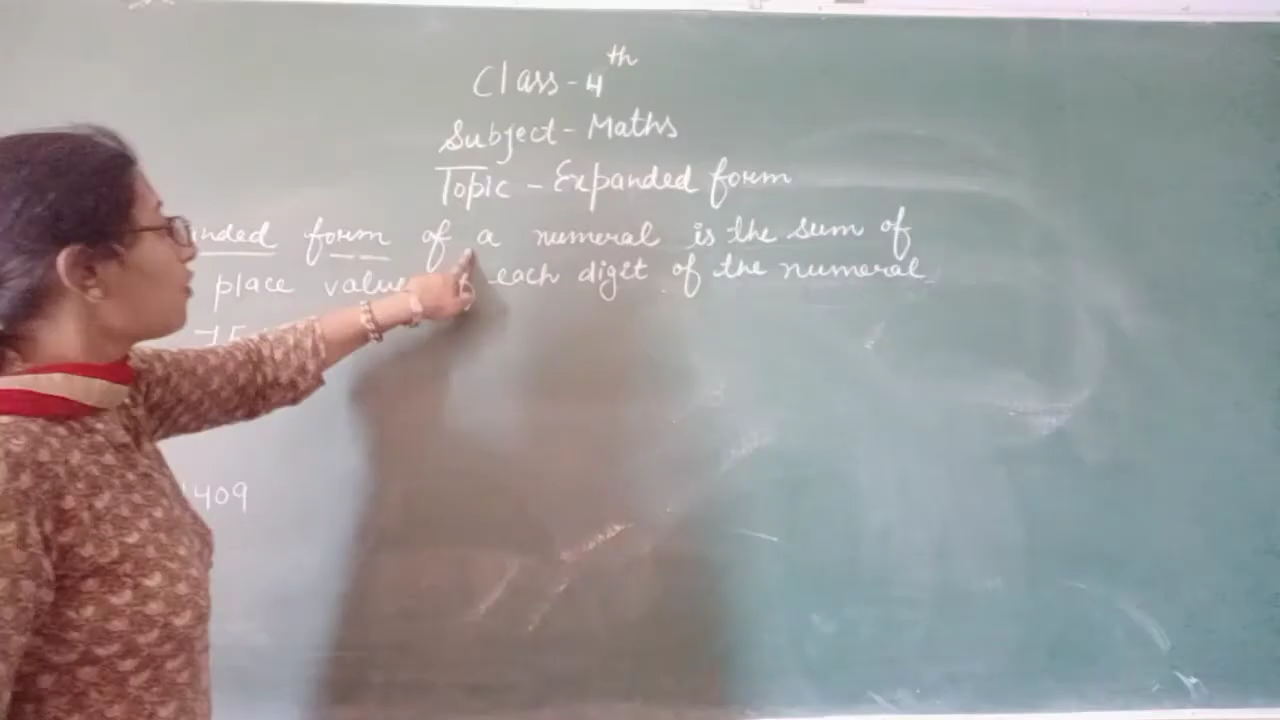 Class-4th
Subject-Maths
Topic - Expanded form
form of a numeral is the sum of
place value each digit of the numeral
409